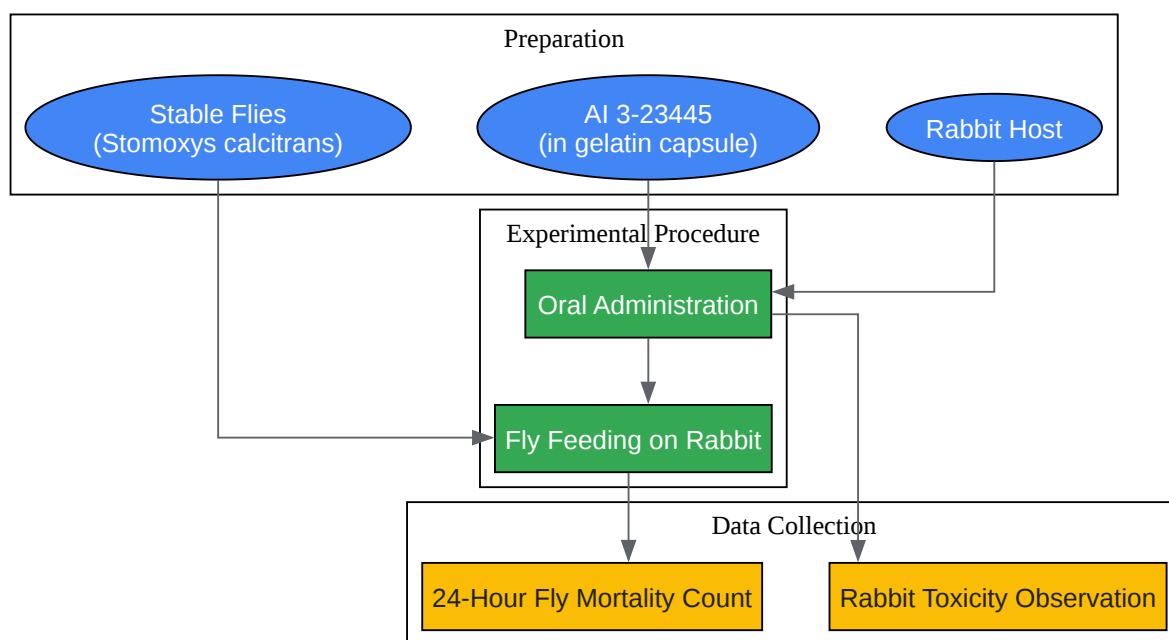 Preparation
Stable Flies
(Stomoxys calcitrans)
AI 3-23445
(in gelatin capsule)
Rabbit Host
Experimental Procedure
Oral Administration
Fly Feeding on Rabbit
Data Collection
24-Hour Fly Mortality Count
Rabbit Toxicity Observation